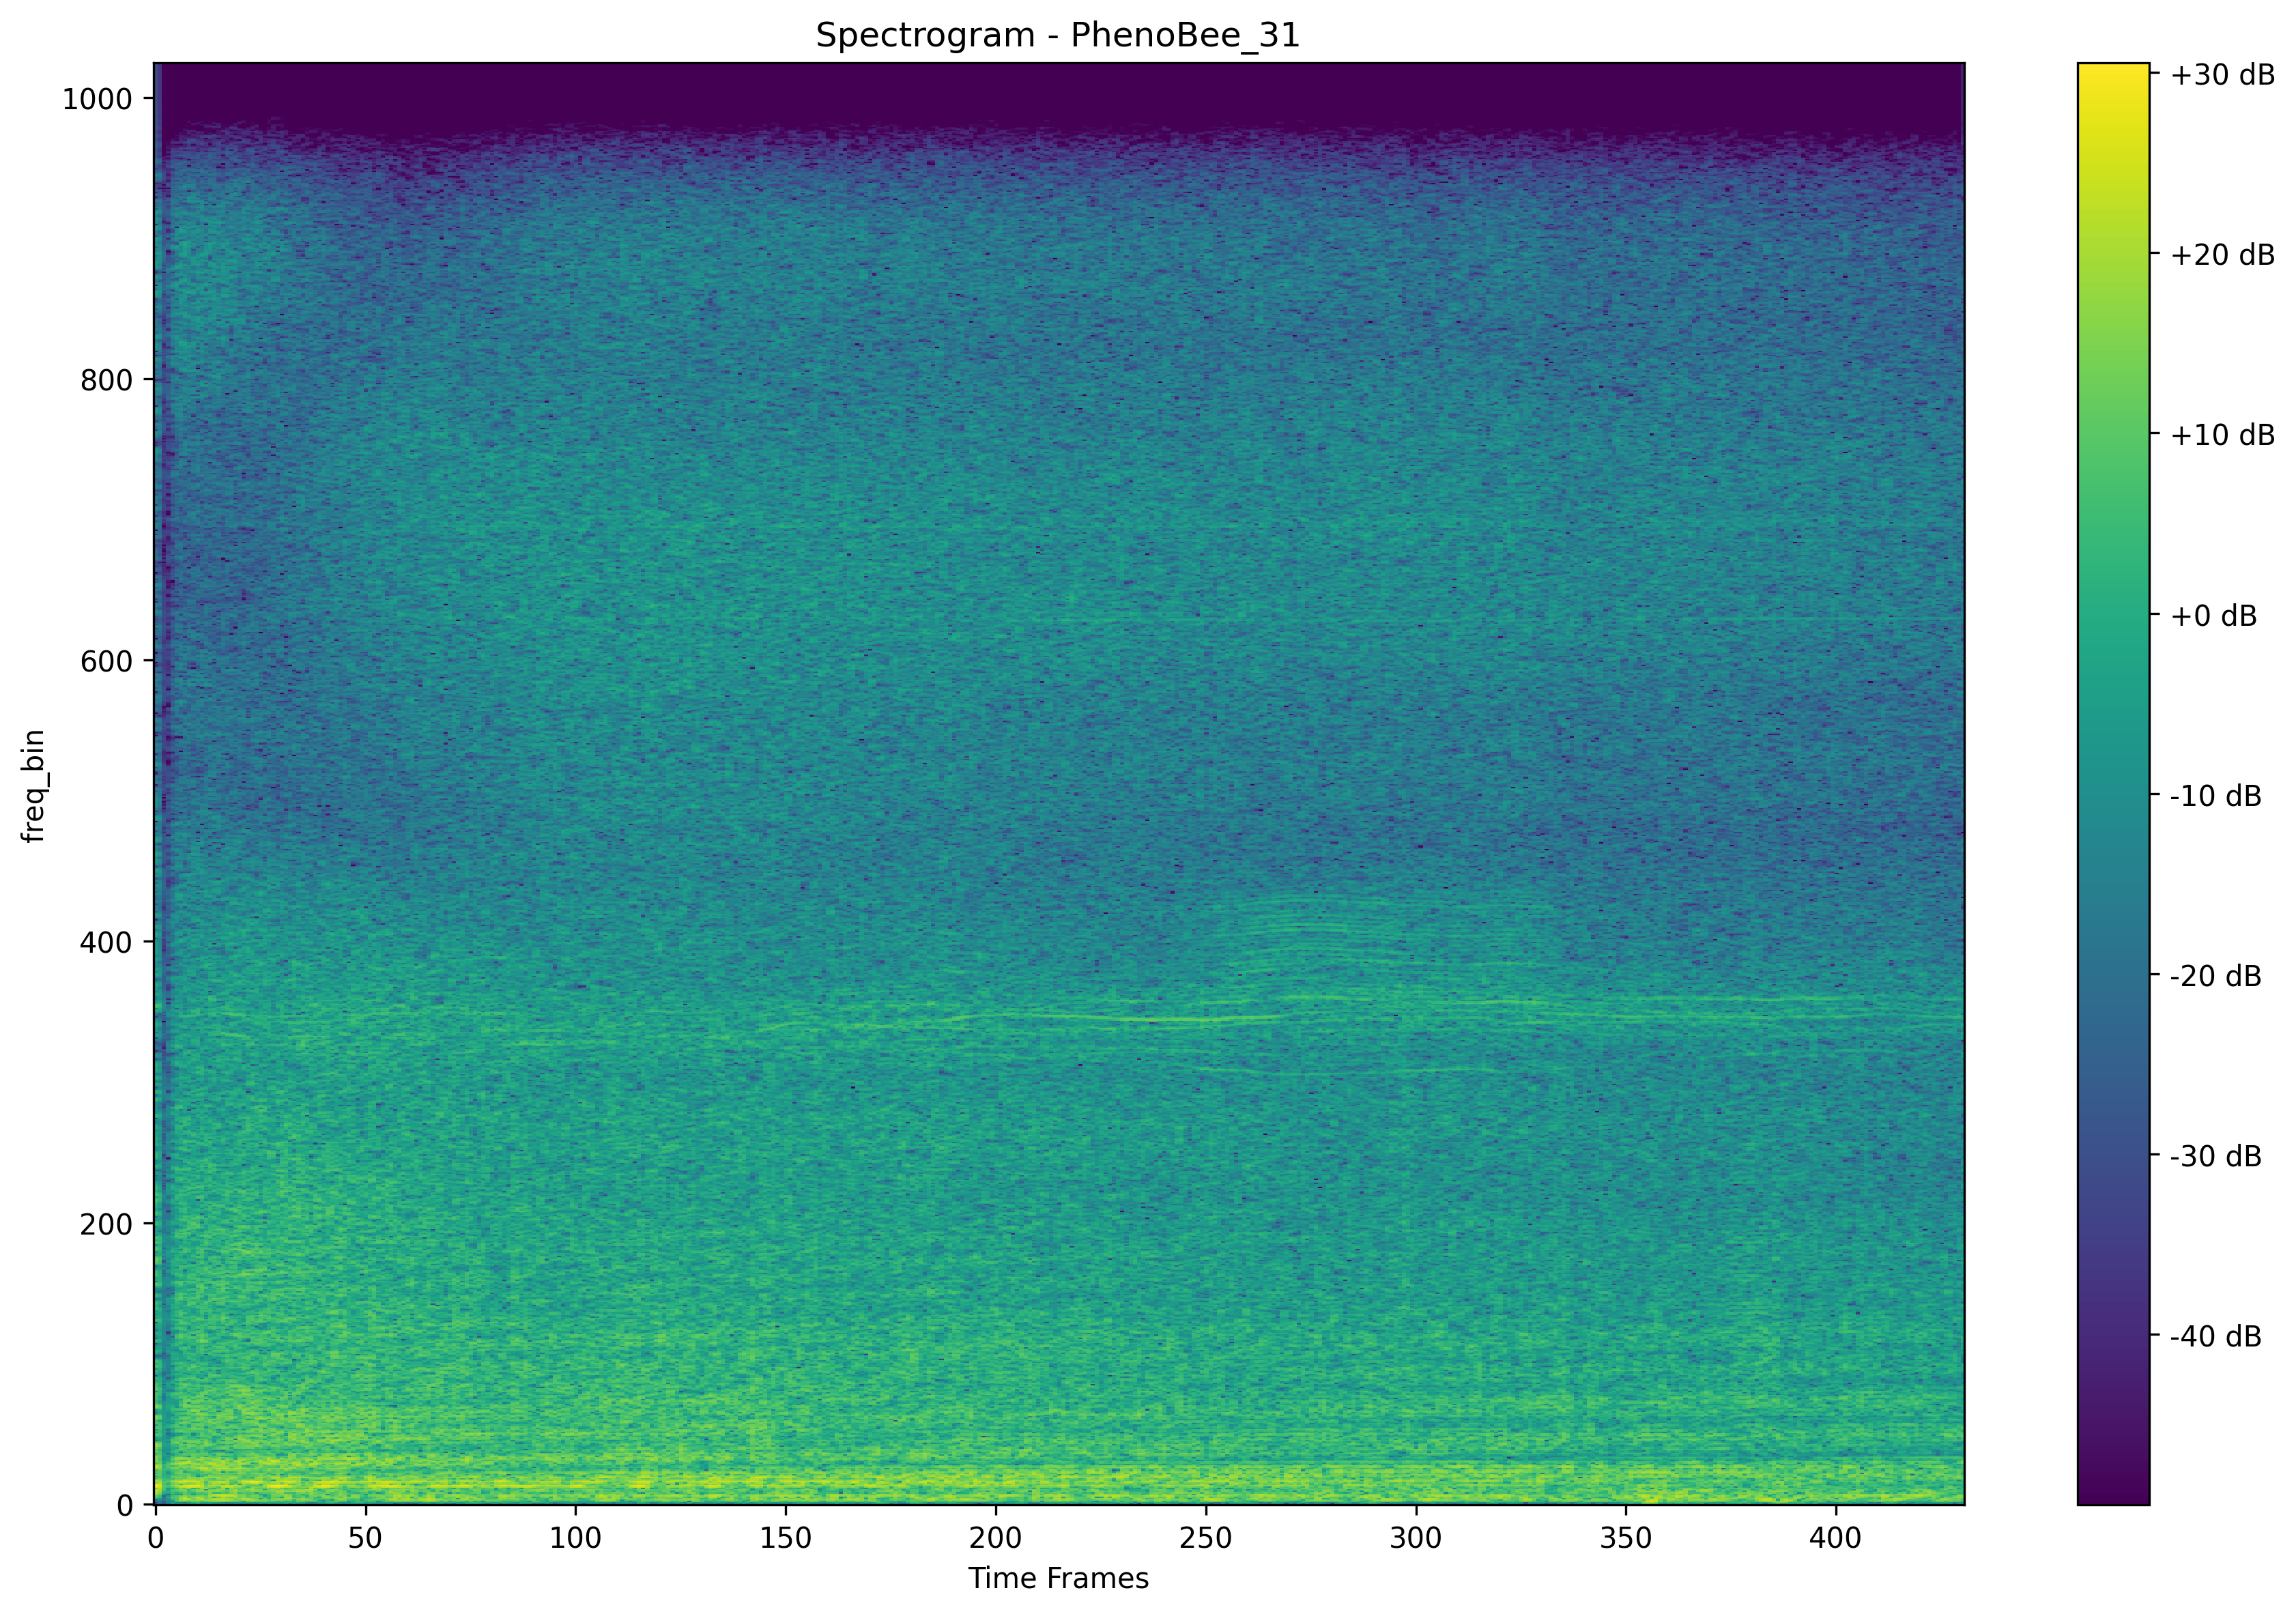 Spectrogram - PhenoBee_31
1000
800
600
400
200
0
freq_bin
0 50 100 150 200 250 300 350 400
Time Frames
+30 dB
+20 dB
+10 dB
+0 dB
-10 dB
-20 dB
-30 dB
-40 dB